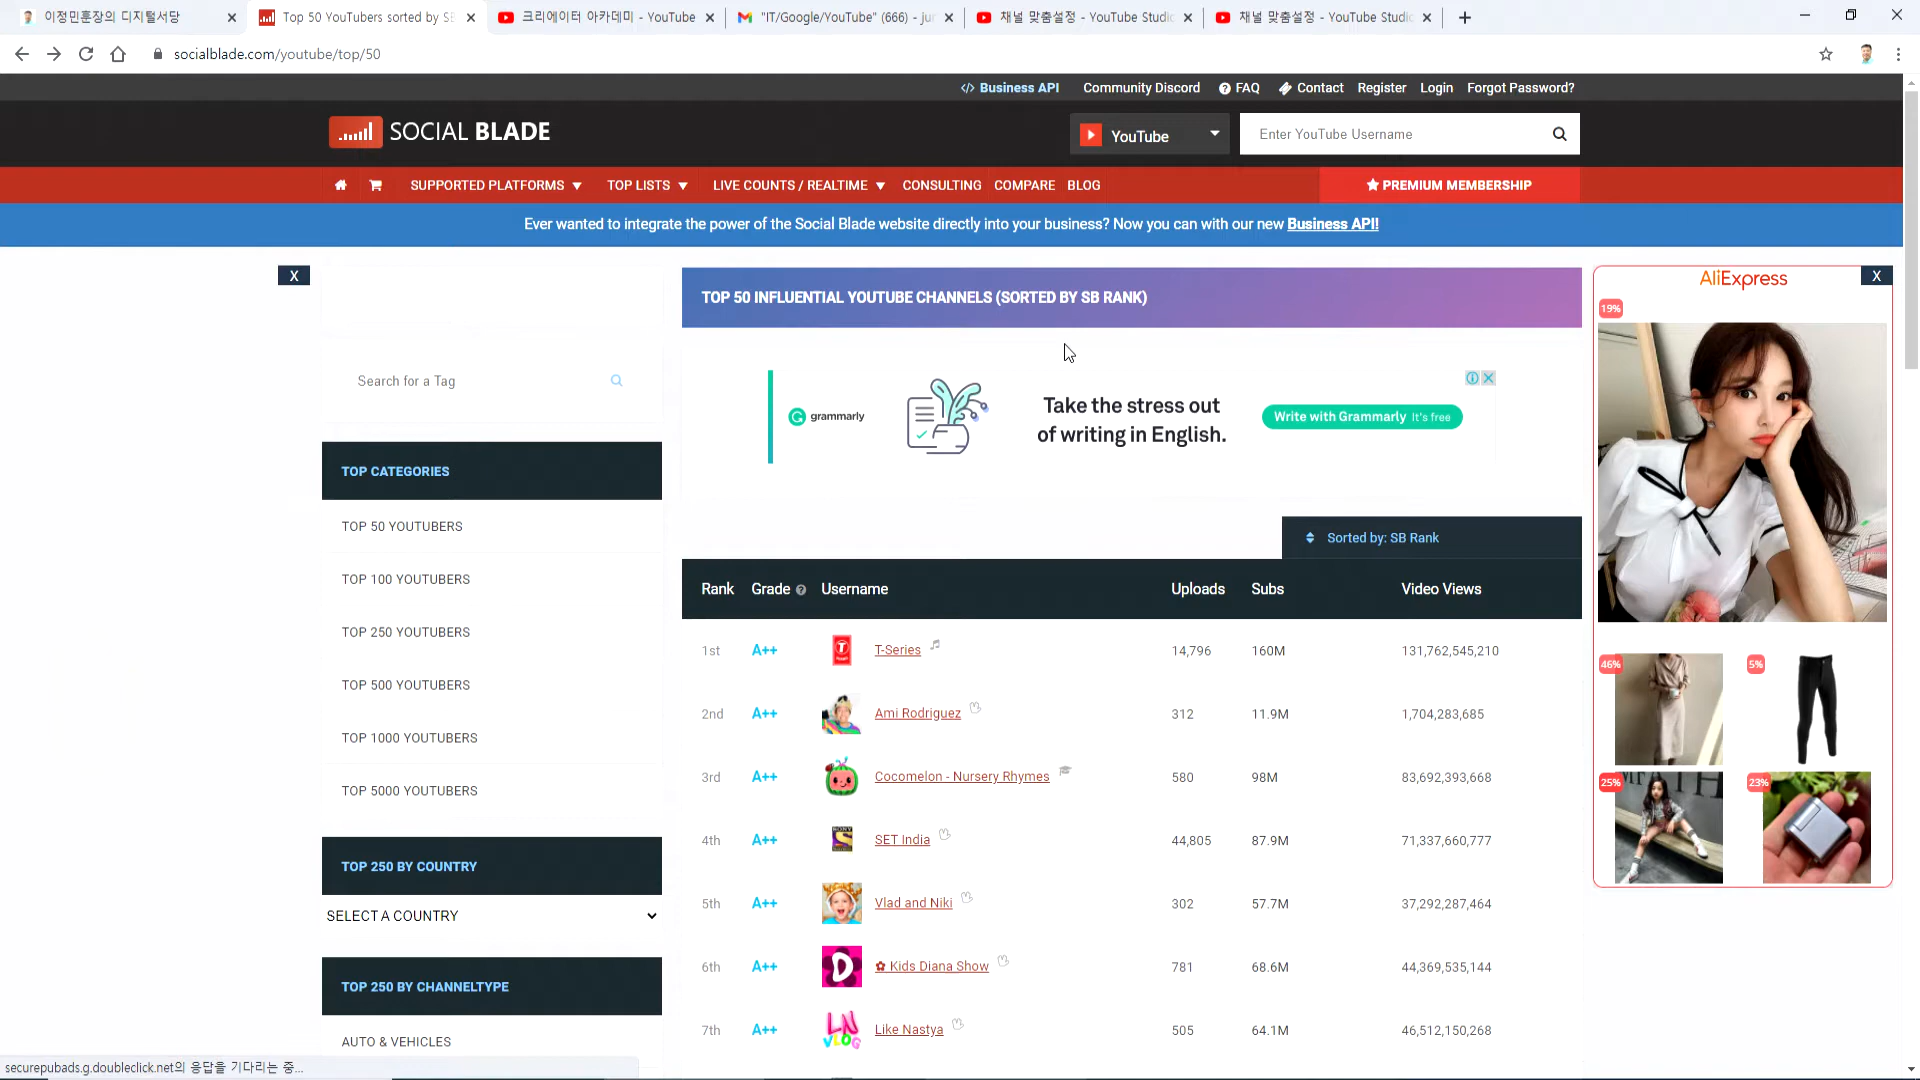 이정민훈장의 디지털서당
Top 50 YouTubers sorted by SB
크리에이터 아카데미 - YouTube
"IT/Google/YouTube" (666) - jun
채널 맞춤설정 - YouTube Studio
채널 맞춤설정 - YouTube Studio
socialblade.com/youtube/top/50
</> Business API
Community Discord
FAQ
Contact
Register
Login
Forgot Password?
SOCIAL BLADE
YouTube
Enter YouTube Username
SUPPORTED PLATFORMS
TOP LISTS
LIVE COUNTS / REALTIME
CONSULTING
COMPARE
BLOG
PREMIUM MEMBERSHIP
Ever wanted to integrate the power of the Social Blade website directly into your business? Now you can with our new Business API!
X
TOP 50 INFLUENTIAL YOUTUBE CHANNELS (SORTED BY SB RANK)
AliExpress
X
19%
Search for a Tag
grammarly
Take the stress out
of writing in English.
Write with Grammarly It's free
TOP CATEGORIES
TOP 50 YOUTUBERS
TOP 100 YOUTUBERS
TOP 250 YOUTUBERS
TOP 500 YOUTUBERS
TOP 1000 YOUTUBERS
TOP 5000 YOUTUBERS
TOP 250 BY COUNTRY
SELECT A COUNTRY
TOP 250 BY CHANNELTYPE
AUTO & VEHICLES
Sorted by: SB Rank
Rank Grade Username Uploads Subs Video Views
1st A++ T-Series 14,796 160M 131,762,545,210
2nd A++ Ami Rodriguez 312 11.9M 1,704,283,685
3rd A++ Cocomelon - Nursery Rhymes 580 98M 83,692,393,668
4th A++ SET India 44,805 87.9M 71,337,660,777
5th A++ Vlad and Niki 302 57.7M 37,292,287,464
6th A++ ✿ Kids Diana Show 781 68.6M 44,369,535,144
7th A++ Like Nastya 505 64.1M 46,512,150,268
46%
5%
25%
23%
securepubads.g.doubleclick.net의 응답을 기다리는 중...